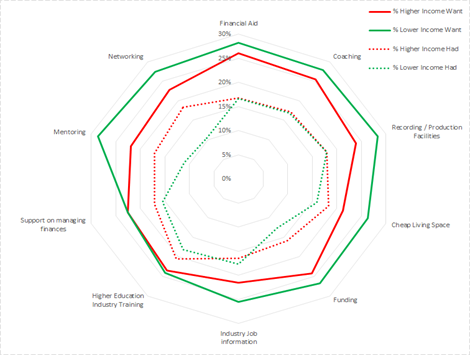 Financial Aid
30%
25%
20%
15%
10%
5%
0%
Coaching
Recording / Production
Facilities
Cheap Living Space
Funding
Industry Job
information
Higher Education
Industry Training
Support on managing
finances
Mentoring
Networking
% Higher Income Want
% Lower Income Want
% Higher Income Had
% Lower Income Had